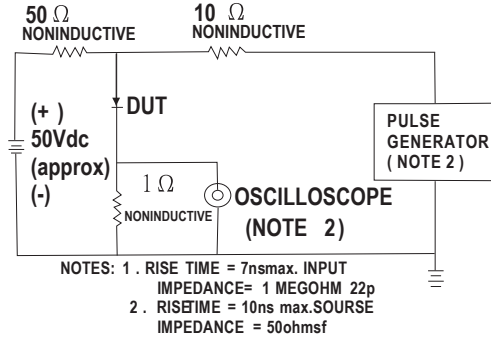 50 Ω
NONINDUCTIVE
10 Ω
NONINDUCTIVE
DUT
(+ )
50Vdc
(approx)
(-)
PULSE
GENERATOR
( NOTE 2 )
1 Ω
NONINDUCTIVE
OSCILLOSCOPE
(NOTE 2)
NOTES: 1 . RISE TIME = 7nsmax. INPUT
IMPEDANCE= 1 MEGOHM 22p
2 . RISETIME = 10ns max.SOURSE
IMPEDANCE = 50ohmsf